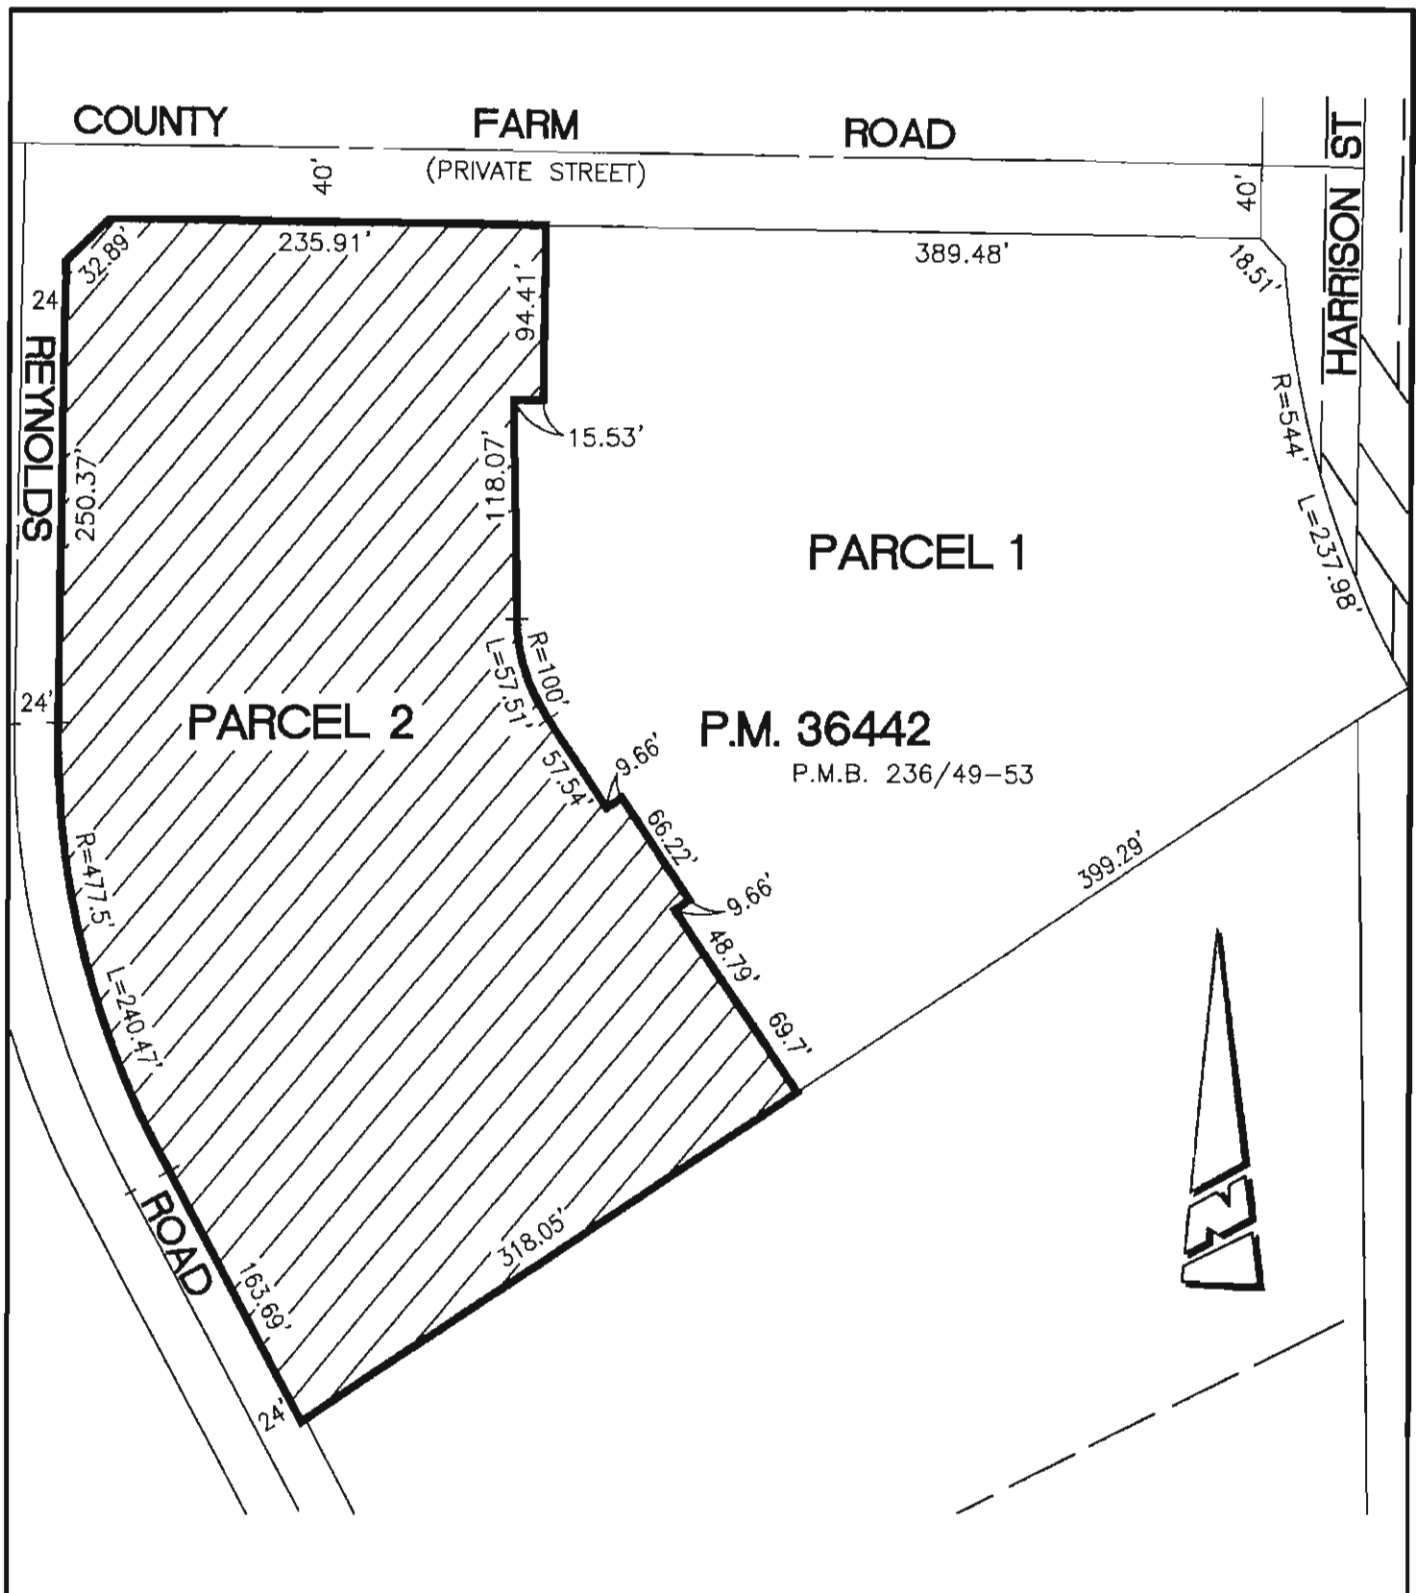 COUNTY FARM ROAD
(PRIVATE STREET)
40'
40'
HARRISON ST
32.89'
235.91'
389.48'
18.51'
24
94.41'
REYNOLDS
250.37'
15.53'
118.07'
R=544'
L=237.98'
PARCEL 1
R=100'
L=57.51'
24'
PARCEL 2
P.M. 36442
P.M.B. 236/49-53
57.54'
9.66'
66.22'
9.66'
48.79'
69.7'
399.29'
R=477.5'
L=240.47'
ROAD
163.69'
318.05'
24'
N